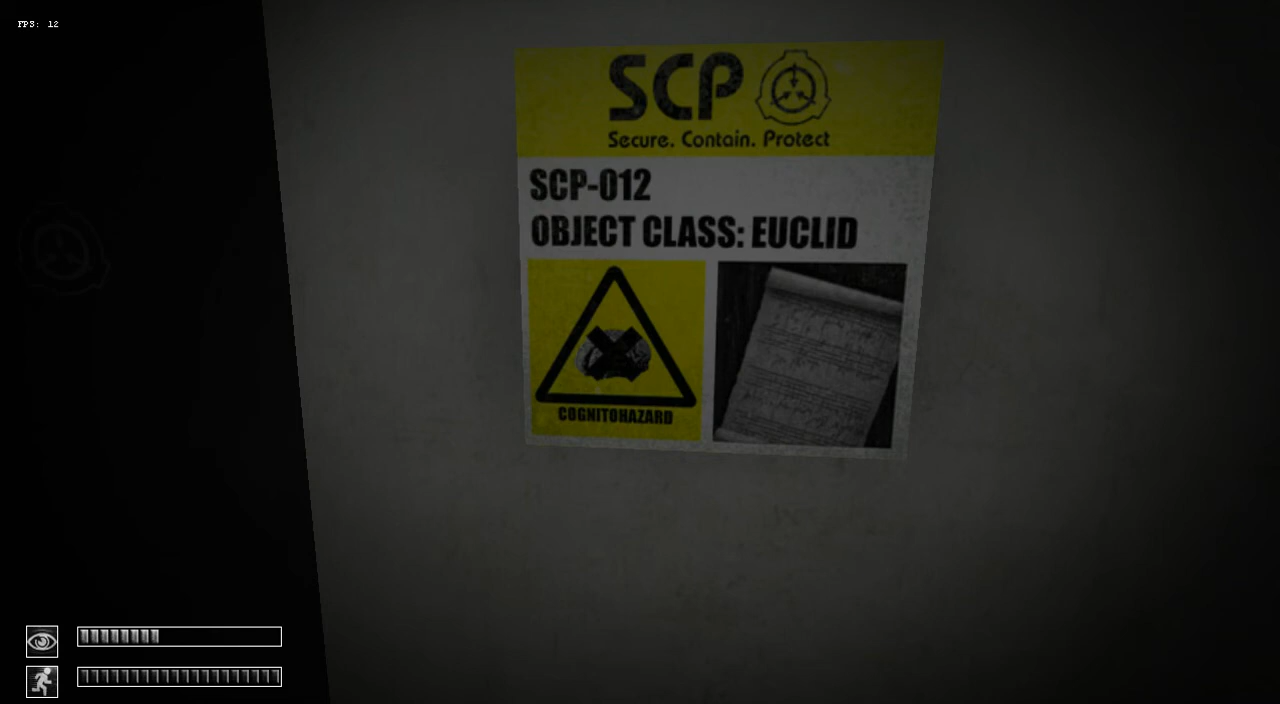 FPS: 12
SCP
Secure. Contain. Protect
SCP-012
OBJECT CLASS: EUCLID
COGNITOHAZARD